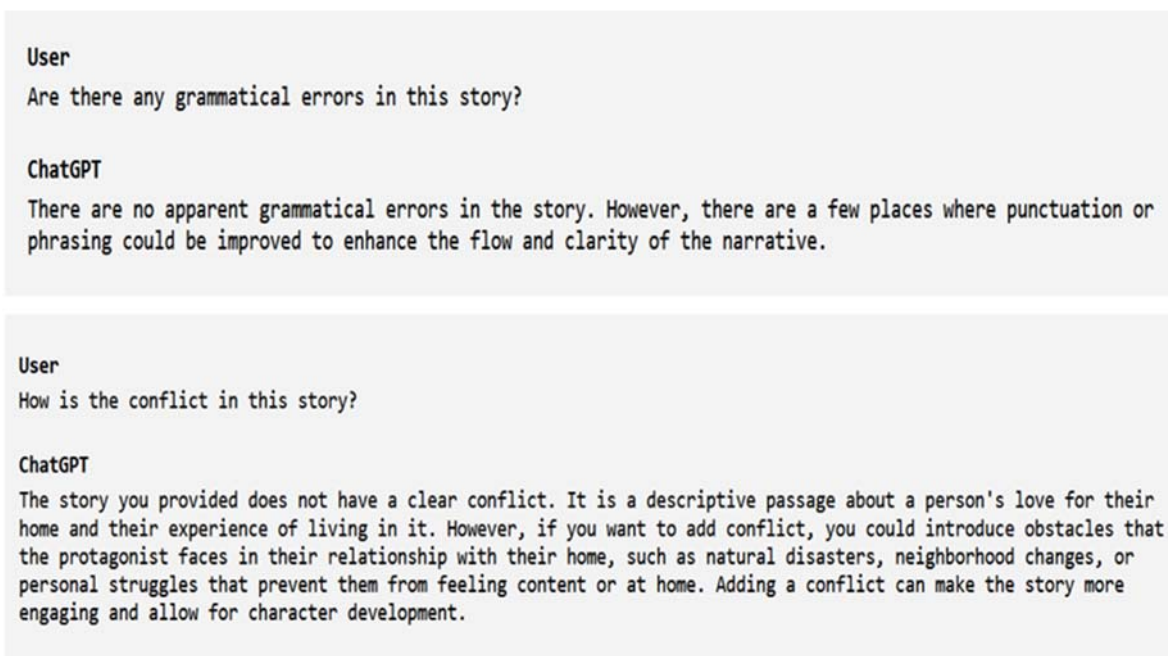 User
Are there any grammatical errors in this story?
ChatGPT
There are no apparent grammatical errors in the story. However, there are a few places where punctuation or
phrasing could be improved to enhance the flow and clarity of the narrative.
User
How is the conflict in this story?
ChatGPT
The story you provided does not have a clear conflict. It is a descriptive passage about a person's love for their
home and their experience of living in it. However, if you want to add conflict, you could introduce obstacles that
the protagonist faces in their relationship with their home, such as natural disasters, neighborhood changes, or
personal struggles that prevent them from feeling content or at home. Adding a conflict can make the story more
engaging and allow for character development.